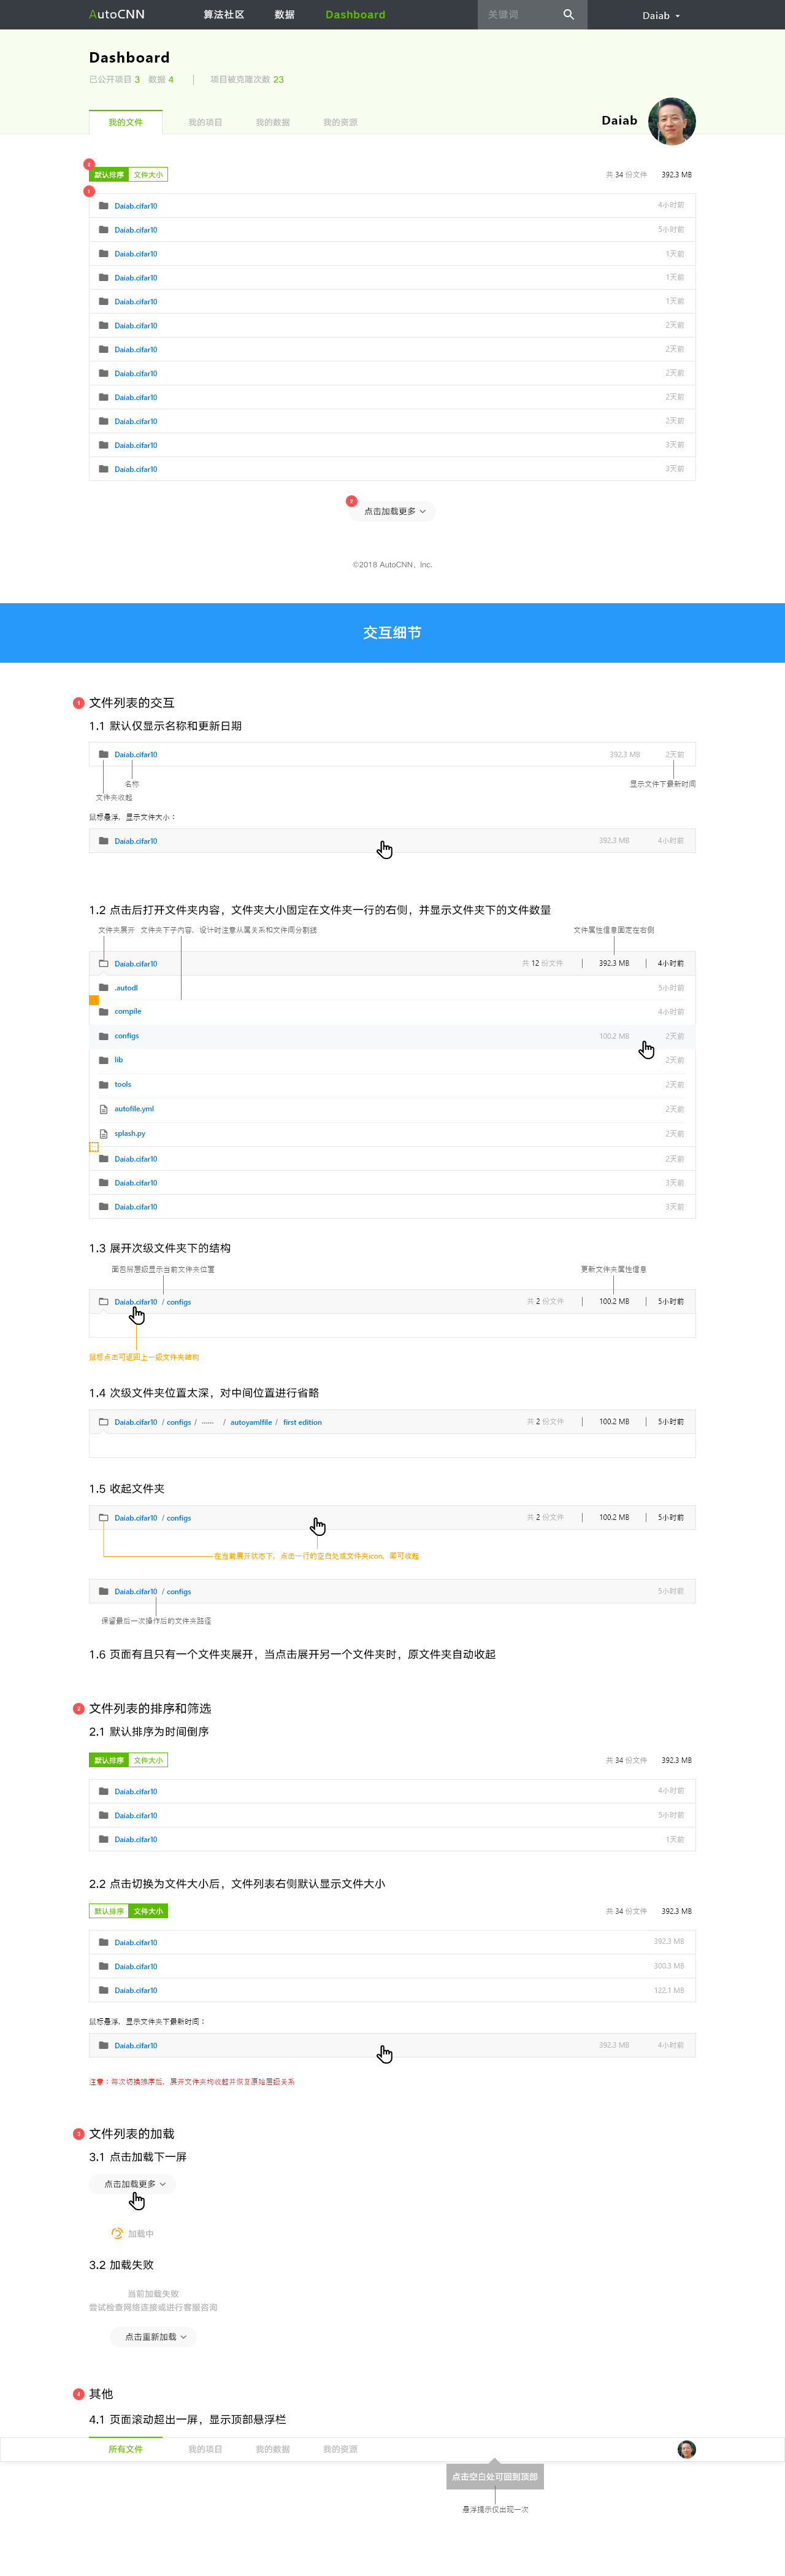 AutoCNN 算法社区 数据 Dashboard 关键词 Daiab
Dashboard
已公开项目 3 数据 4 项目被克隆次数 23
我的文件 我的项目 我的数据 我的资源 Daiab
2
默认排序 文件大小 共 34 份文件 392.3 MB
1
Daiab.cifar10 4小时前
Daiab.cifar10 5小时前
Daiab.cifar10 1天前
Daiab.cifar10 1天前
Daiab.cifar10 1天前
Daiab.cifar10 2天前
Daiab.cifar10 2天前
Daiab.cifar10 2天前
Daiab.cifar10 2天前
Daiab.cifar10 2天前
Daiab.cifar10 3天前
Daiab.cifar10 3天前
2
点击加载更多
©2018 AutoCNN, Inc.
交互细节
1 文件列表的交互
1.1 默认仅显示名称和更新日期
Daiab.cifar10 392.3 MB 2天前
名称 显示文件下最新时间
文件夹收起
鼠标悬浮，显示文件大小：
Daiab.cifar10 392.3 MB 4小时前
1.2 点击后打开文件夹内容，文件夹大小固定在文件夹一行的右侧，并显示文件夹下的文件数量
文件夹展开 文件夹下子内容，设计时注意从属关系和文件间分割线 文件属性信息固定在右侧
Daiab.cifar10 共 12 份文件 392.3 MB 4小时前
.autodl 5小时前
compile 4小时前
configs 100.2 MB 2天前
lib 2天前
tools 2天前
autofile.yml 2天前
splash.py 2天前
Daiab.cifar10 2天前
Daiab.cifar10 3天前
Daiab.cifar10 3天前
1.3 展开次级文件夹下的结构
面包屑层级显示当前文件夹位置 更新文件夹属性信息
Daiab.cifar10 / configs 共 2 份文件 100.2 MB 5小时前
鼠标点击可返回上一级文件夹结构
1.4 次级文件夹位置太深，对中间位置进行省略
Daiab.cifar10 / configs / ······ / autoyamlfile / first edition 共 2 份文件 100.2 MB 5小时前
1.5 收起文件夹
Daiab.cifar10 / configs 共 2 份文件 100.2 MB 5小时前
在当前展开状态下，点击一行的空白处或文件夹icon，即可收起
Daiab.cifar10 / configs 5小时前
保留最后一次操作后的文件夹路径
1.6 页面有且只有一个文件夹展开，当点击展开另一个文件夹时，原文件夹自动收起
2 文件列表的排序和筛选
2.1 默认排序为时间倒序
默认排序 文件大小 共 34 份文件 392.3 MB
Daiab.cifar10 4小时前
Daiab.cifar10 5小时前
Daiab.cifar10 1天前
2.2 点击切换为文件大小后，文件列表右侧默认显示文件大小
默认排序 文件大小 共 34 份文件 392.3 MB
Daiab.cifar10 392.3 MB
Daiab.cifar10 300.3 MB
Daiab.cifar10 122.1 MB
鼠标悬浮，显示文件夹下最新时间：
Daiab.cifar10 392.3 MB 4小时前
注意：每次切换排序后，展开文件夹均收起并恢复原始层级关系
3 文件列表的加载
3.1 点击加载下一屏
点击加载更多
加载中
3.2 加载失败
当前加载失败
尝试检查网络连接或进行客服咨询
点击重新加载
4 其他
4.1 页面滚动超出一屏，显示顶部悬浮栏
所有文件 我的项目 我的数据 我的资源
点击空白处可回到顶部
悬浮提示仅出现一次